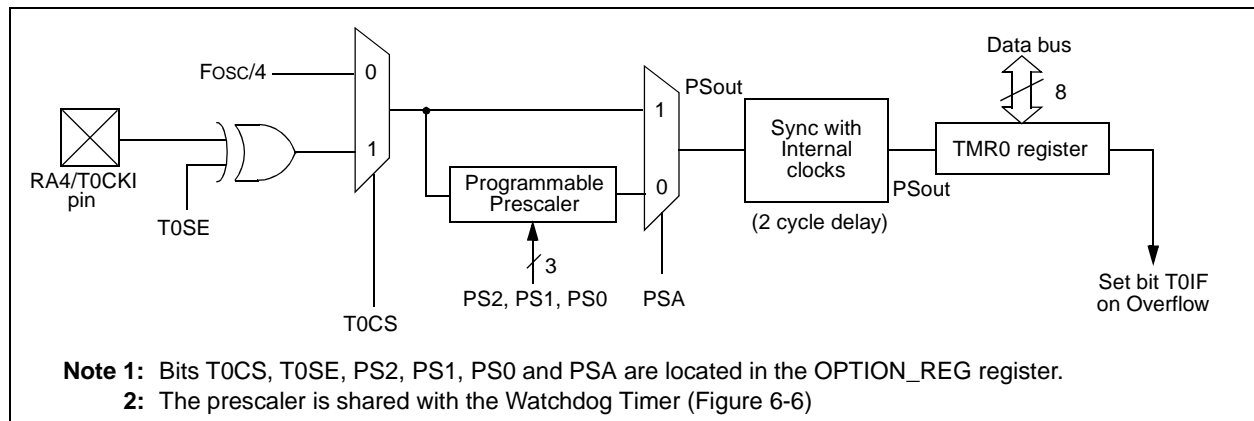 Data bus
8
FOSC/4
0
PSout
1
Sync with
Internal
clocks
TMR0 register
RA4/T0CKI
pin
1
T0SE
Programmable
Prescaler
0
PSout
(2 cycle delay)
3
PS2, PS1, PS0
PSA
T0CS
Set bit T0IF
on Overflow
Note 1: Bits T0CS, T0SE, PS2, PS1, PS0 and PSA are located in the OPTION_REG register.
2: The prescaler is shared with the Watchdog Timer (Figure 6-6)